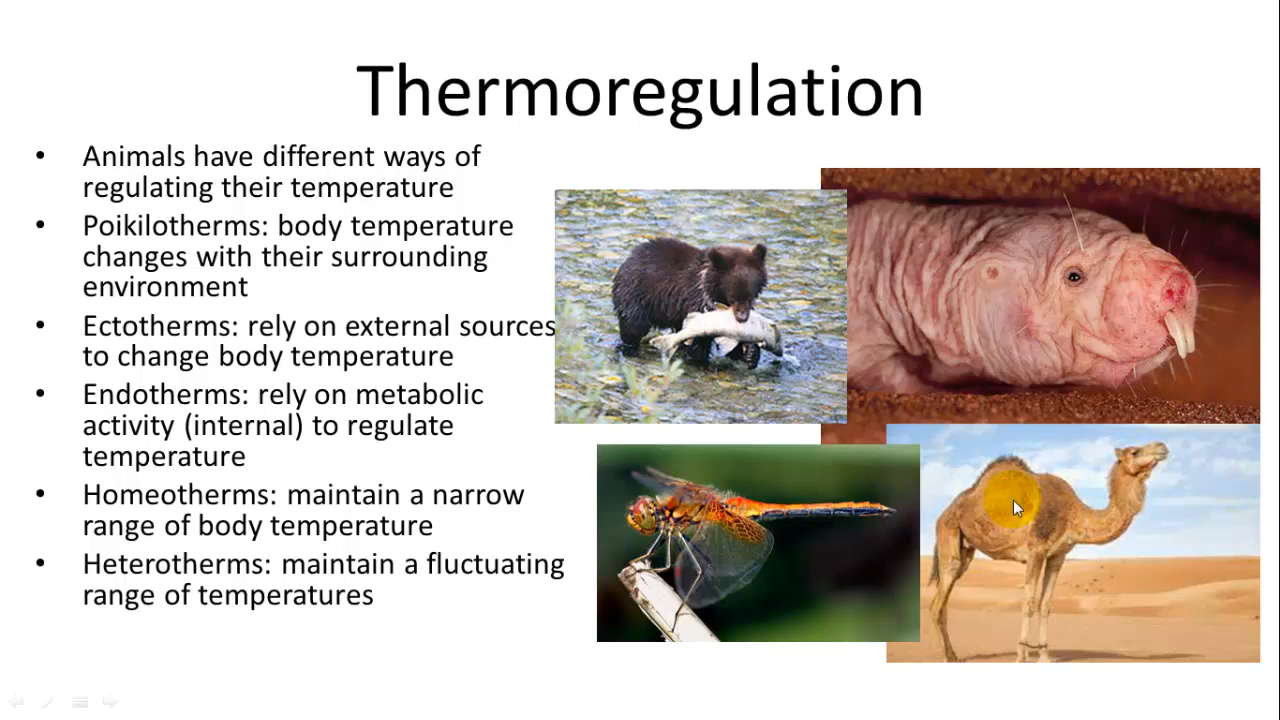 Thermoregulation
• Animals have different ways of
regulating their temperature
• Poikilotherms: body temperature
changes with their surrounding
environment
• Ectotherms: rely on external sources
to change body temperature
• Endotherms: rely on metabolic
activity (internal) to regulate
temperature
• Homeotherms: maintain a narrow
range of body temperature
• Heterotherms: maintain a fluctuating
range of temperatures